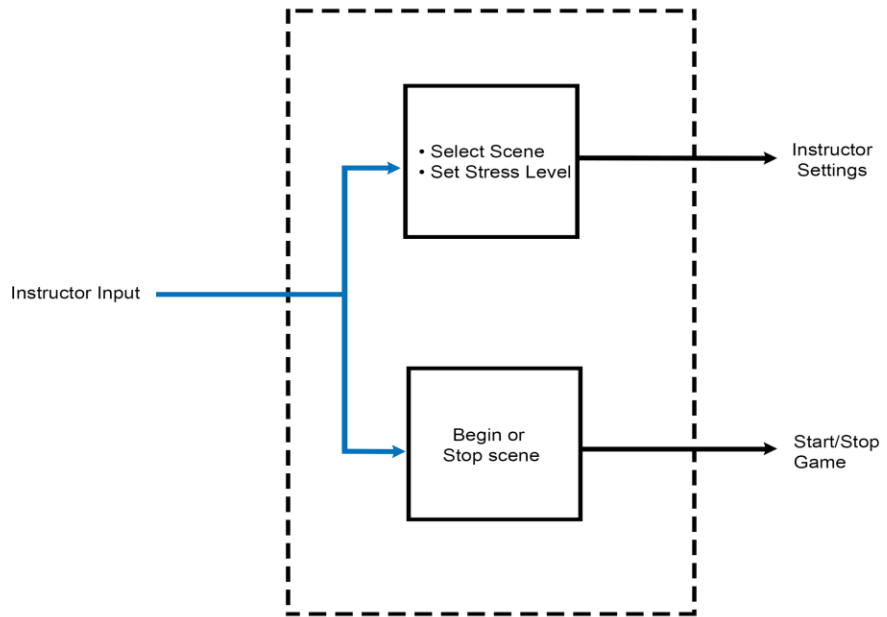 • Select Scene
• Set Stress Level
Instructor
Settings
Instructor Input
Begin or
Stop scene
Start/Stop
Game